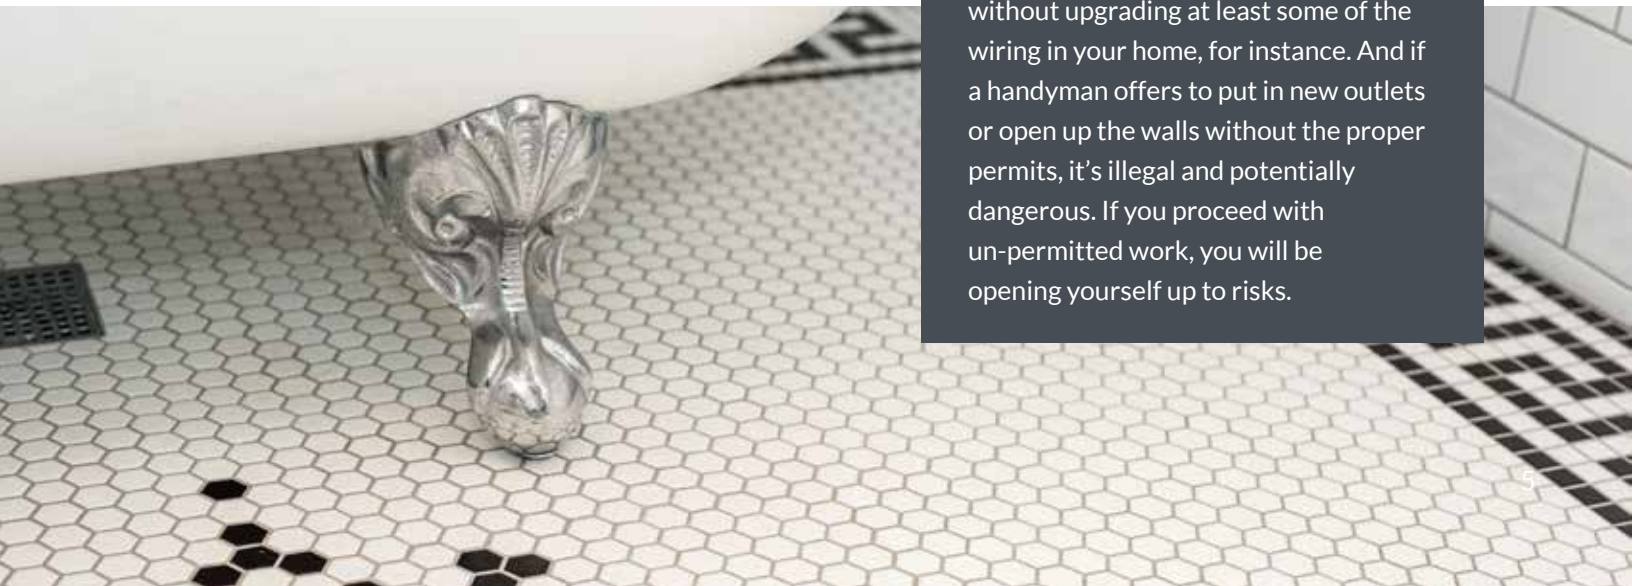 without upgrading at least some of the
wiring in your home, for instance. And if
a handyman offers to put in new outlets
or open up the walls without the proper
permits, it’s illegal and potentially
dangerous. If you proceed with
un-permitted work, you will be
opening yourself up to risks.
5